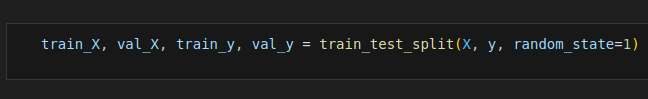 train_X, val_X, train_y, val_y = train_test_split(X, y, random_state=1)